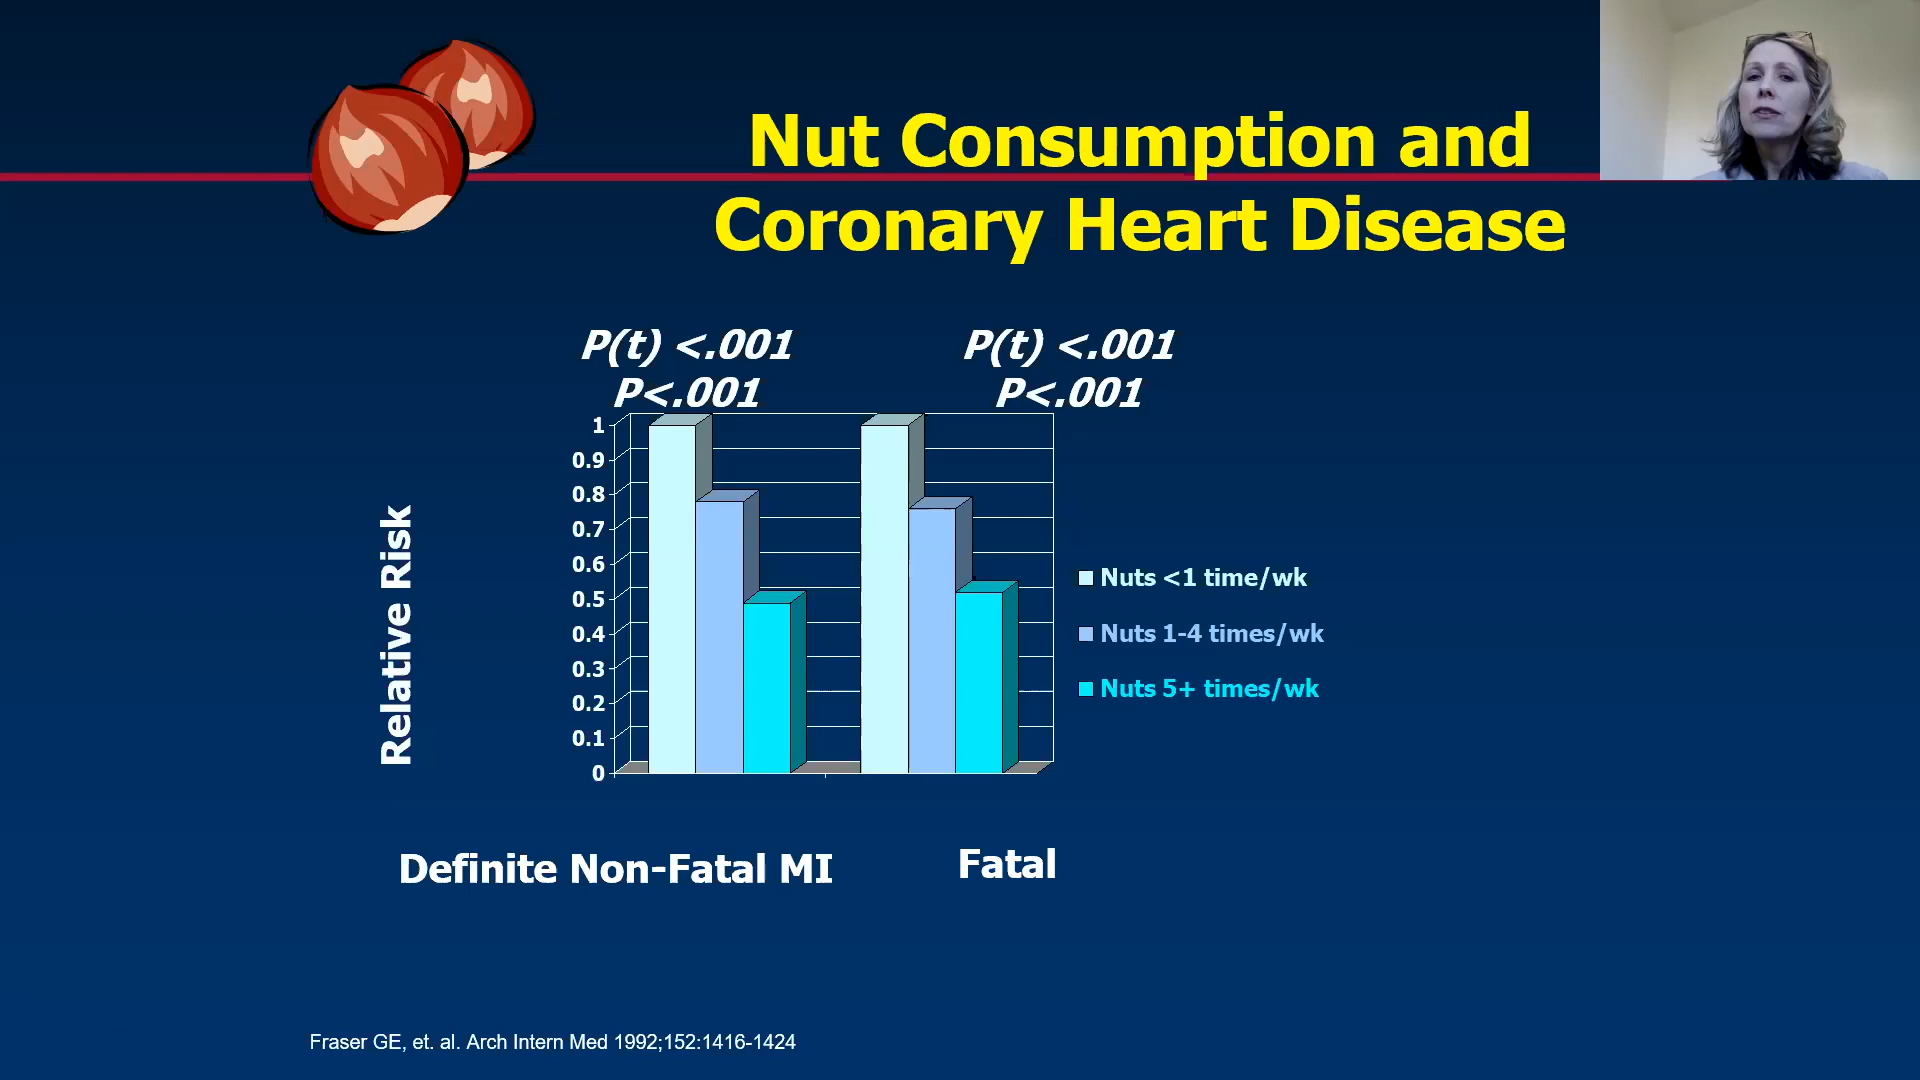 Nut Consumption and
Coronary Heart Disease
P(t) <.001
P<.001
P(t) <.001
P<.001
1
0.9
0.8
0.7
0.6
0.5
0.4
0.3
0.2
0.1
0
Relative Risk
Nuts <1 time/wk
Nuts 1-4 times/wk
Nuts 5+ times/wk
Definite Non-Fatal MI
Fatal
Fraser GE, et. al. Arch Intern Med 1992;152:1416-1424